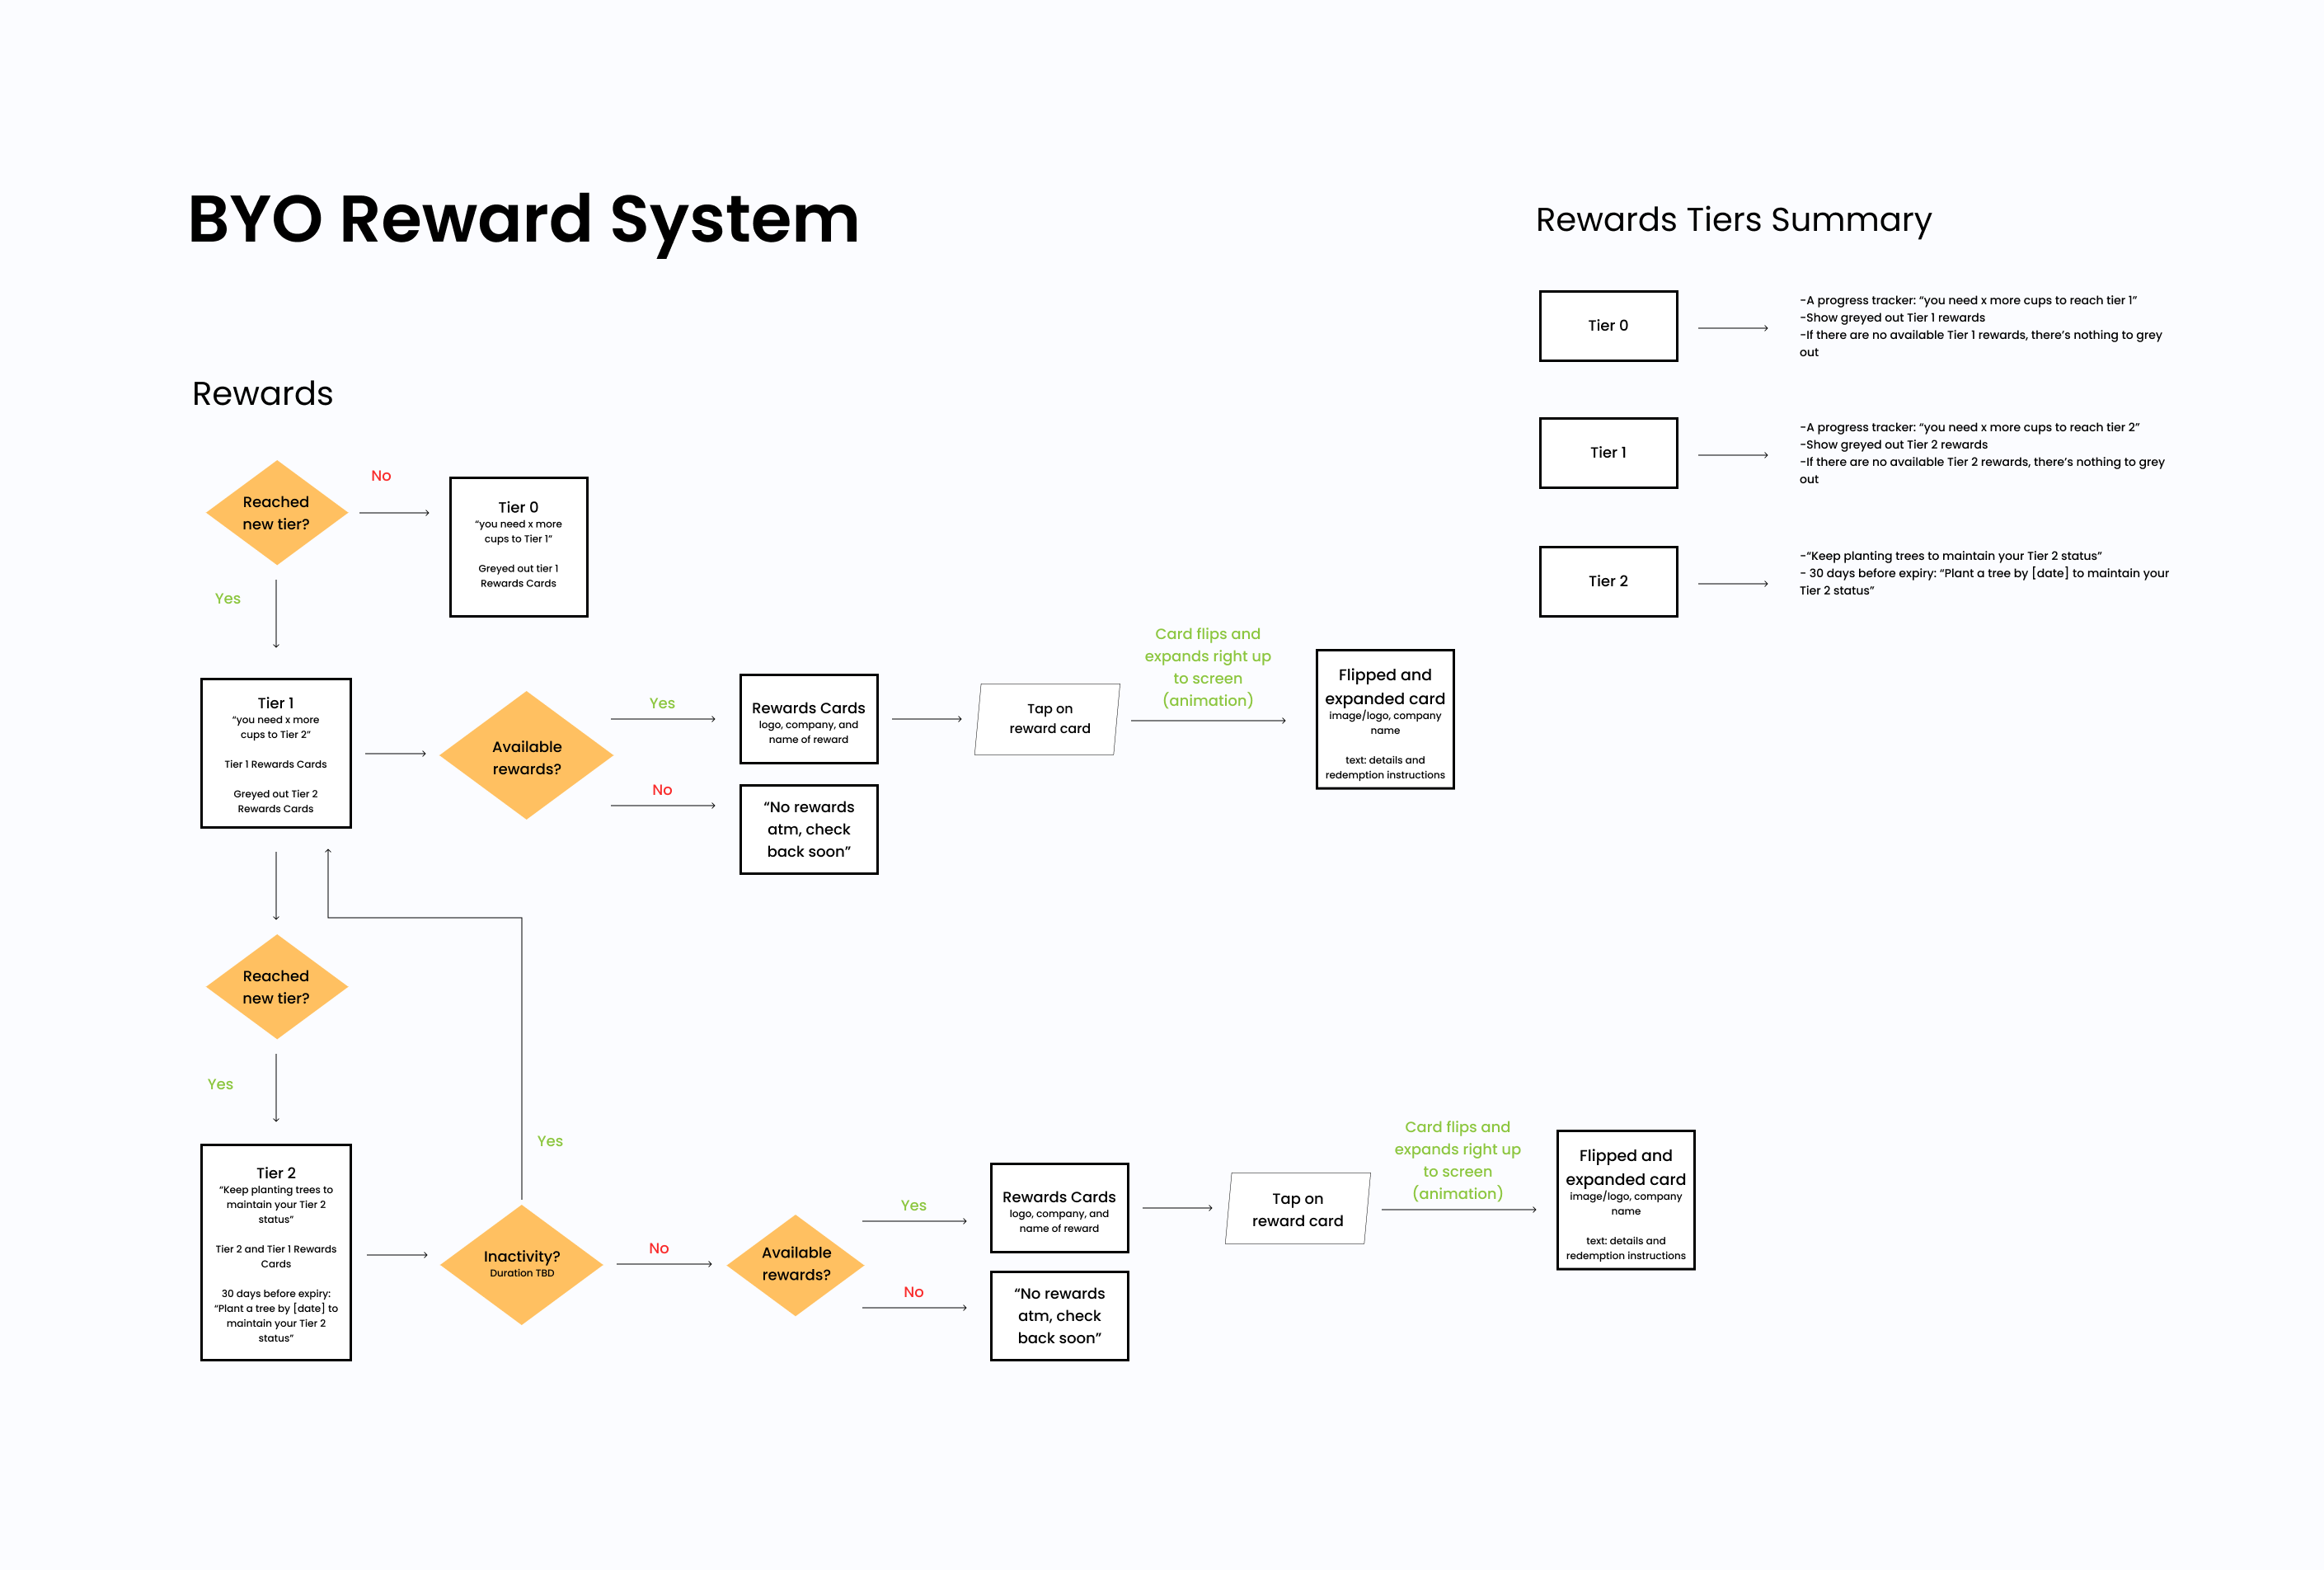 BYO Reward System
Rewards Tiers Summary
Tier 0
-A progress tracker: “you need x more cups to reach tier 1”
-Show greyed out Tier 1 rewards
-If there are no available Tier 1 rewards, there’s nothing to grey
out
Tier 1
-A progress tracker: “you need x more cups to reach tier 2”
-Show greyed out Tier 2 rewards
-If there are no available Tier 2 rewards, there’s nothing to grey
out
Tier 2
-“Keep planting trees to maintain your Tier 2 status”
- 30 days before expiry: “Plant a tree by [date] to maintain your
Tier 2 status”
Rewards
Reached
new tier?
No
Tier 0
“you need x more
cups to Tier 1”
Greyed out tier 1
Rewards Cards
Yes
Tier 1
“you need x more
cups to Tier 2”
Tier 1 Rewards Cards
Greyed out Tier 2
Rewards Cards
Available
rewards?
Yes
Rewards Cards
logo, company, and
name of reward
Tap on
reward card
Card flips and
expands right up
to screen
(animation)
Flipped and
expanded card
image/logo, company
name
text: details and
redemption instructions
No
“No rewards
atm, check
back soon”
Reached
new tier?
Yes
Tier 2
“Keep planting trees to
maintain your Tier 2
status”
Tier 2 and Tier 1 Rewards
Cards
30 days before expiry:
“Plant a tree by [date] to
maintain your Tier 2
status”
Yes
Inactivity?
Duration TBD
No
Available
rewards?
Yes
Rewards Cards
logo, company, and
name of reward
Tap on
reward card
Card flips and
expands right up
to screen
(animation)
Flipped and
expanded card
image/logo, company
name
text: details and
redemption instructions
No
“No rewards
atm, check
back soon”